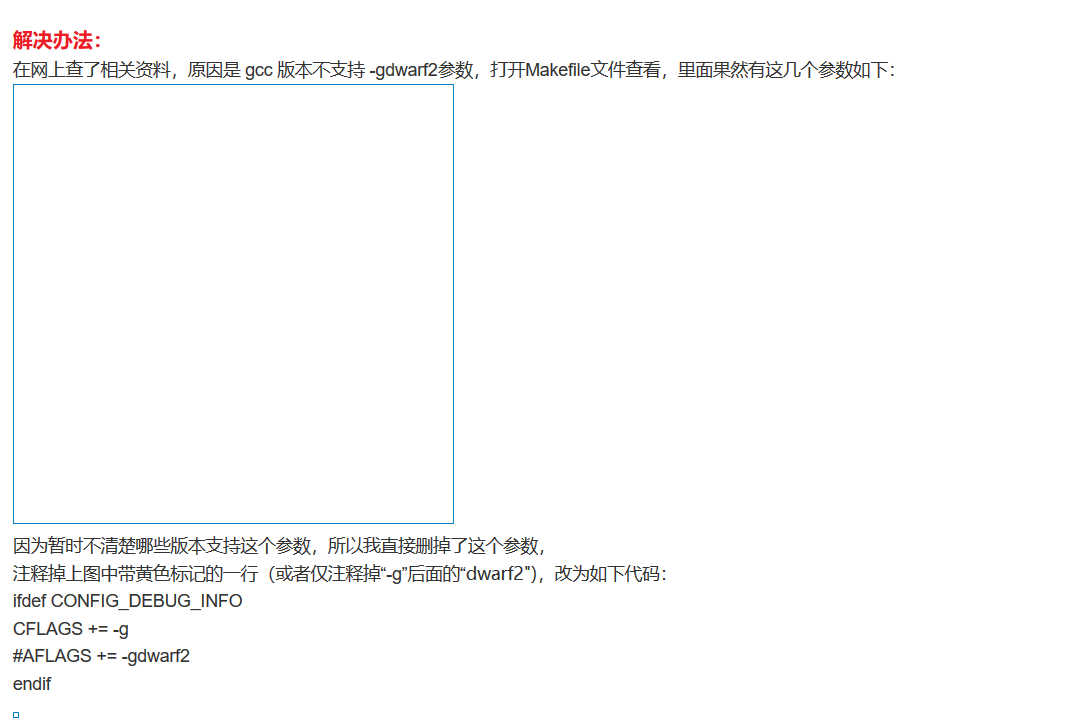 解决办法：
在网上查了相关资料，原因是 gcc 版本不支持 -gdwarf2参数，打开Makefile文件查看，里面果然有这几个参数如下：
因为暂时不清楚哪些版本支持这个参数，所以我直接删掉了这个参数，
注释掉上图中带黄色标记的一行（或者仅注释掉“-g”后面的“dwarf2"），改为如下代码：
ifdef CONFIG_DEBUG_INFO
CFLAGS += -g
#AFLAGS += -gdwarf2
endif